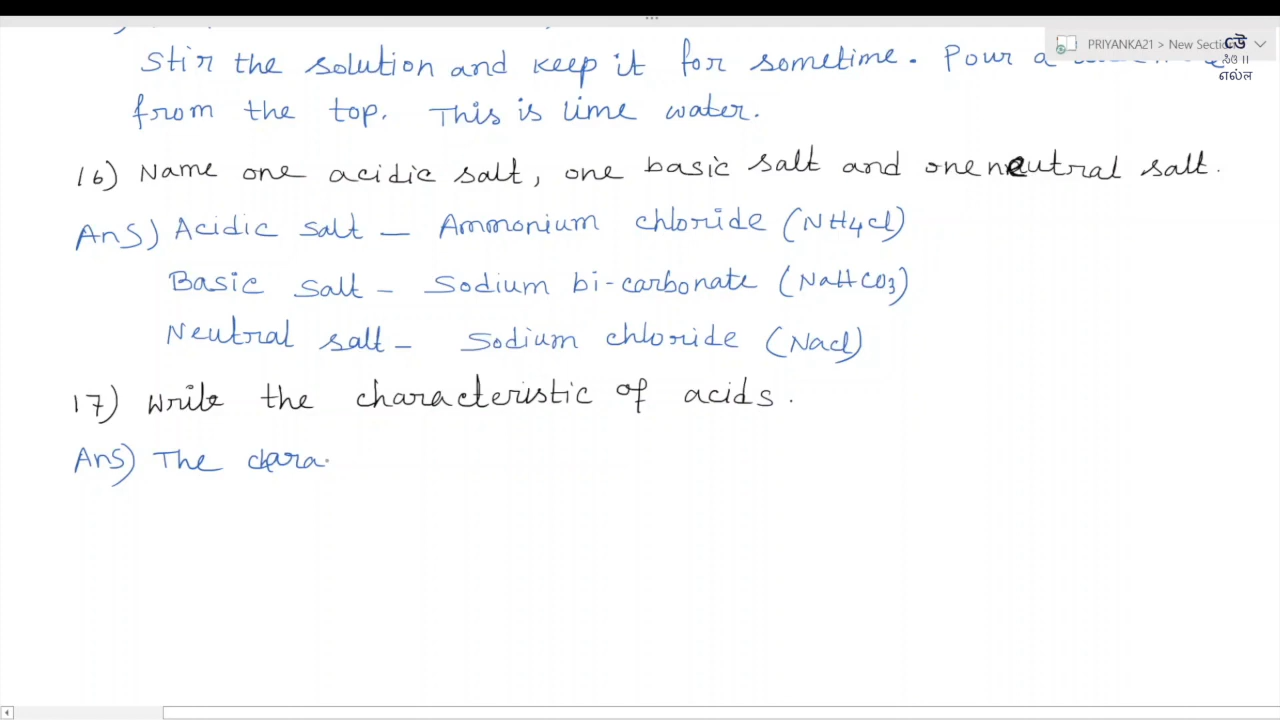 Stir the solution and keep it for sometime. Pour a
PRIYANKA21 > New Section
from the top. This is lime water.
16) Name one acidic salt, one basic salt and one neutral salt.
Ans) Acidic salt - Ammonium chloride (NH4Cl)
Basic salt - Sodium bi-carbonate (NaHCO3)
Neutral salt - Sodium chloride (Nacl)
17) Write the characteristic of acids.
Ans) The chara